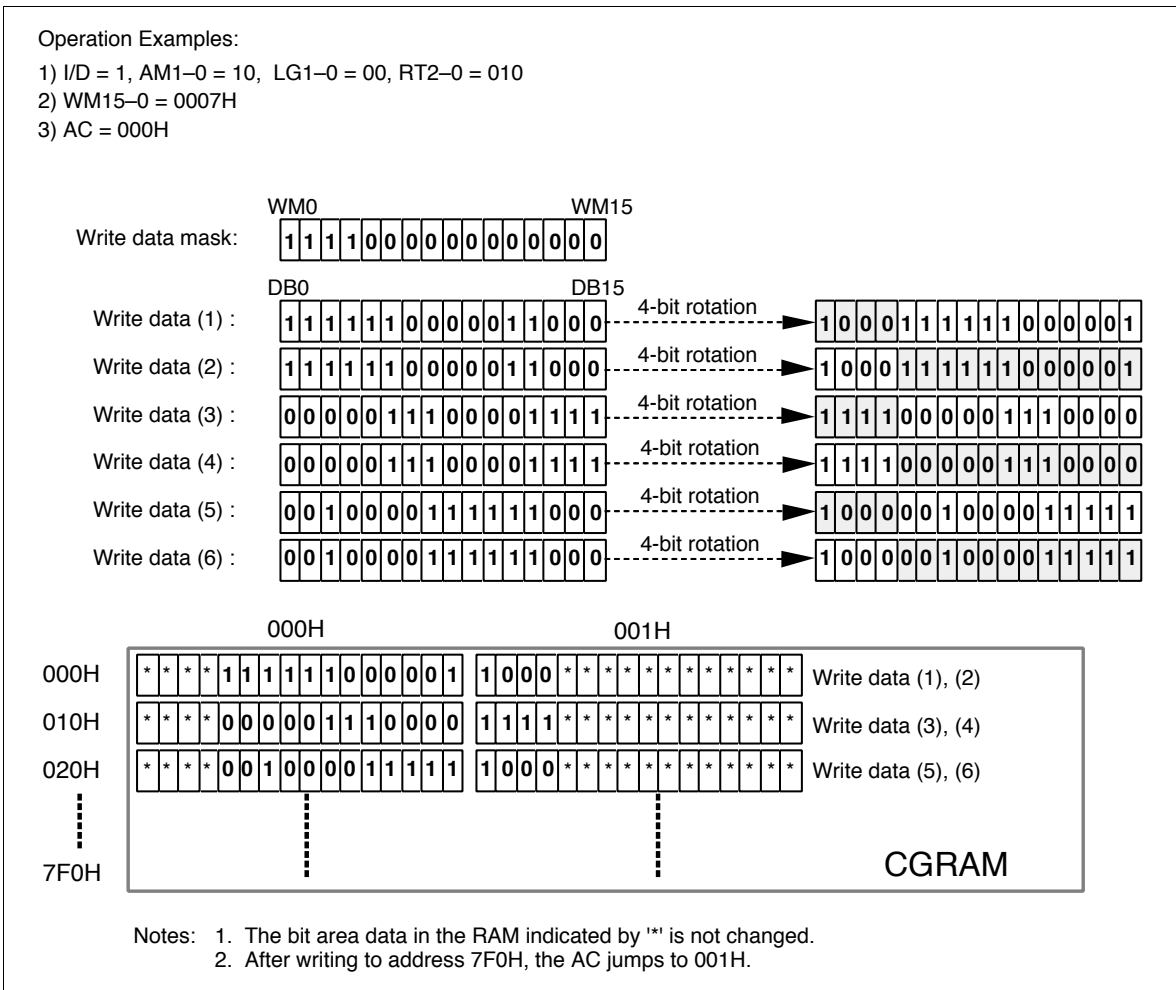 Operation Examples:
1) I/D = 1, AM1–0 = 10, LG1–0 = 00, RT2–0 = 010
2) WM15–0 = 0007H
3) AC = 000H
WM0 WM15
Write data mask: 1 1 1 1 0 0 0 0 0 0 0 0 0 0 0 0
DB0 DB15
Write data (1) : 1 1 1 1 1 1 0 0 0 0 0 1 1 0 0 0 4-bit rotation 1 0 0 0 1 1 1 1 1 1 0 0 0 0 0 1
Write data (2) : 1 1 1 1 1 1 0 0 0 0 0 1 1 0 0 0 4-bit rotation 1 0 0 0 1 1 1 1 1 1 0 0 0 0 0 1
Write data (3) : 0 0 0 0 0 1 1 1 0 0 0 0 1 1 1 1 4-bit rotation 1 1 1 1 0 0 0 0 0 1 1 1 0 0 0 0
Write data (4) : 0 0 0 0 0 1 1 1 0 0 0 0 1 1 1 1 4-bit rotation 1 1 1 1 0 0 0 0 0 1 1 1 0 0 0 0
Write data (5) : 0 0 1 0 0 0 0 1 1 1 1 1 1 0 0 0 4-bit rotation 1 0 0 0 0 0 1 0 0 0 0 1 1 1 1 1
Write data (6) : 0 0 1 0 0 0 0 1 1 1 1 1 1 0 0 0 4-bit rotation 1 0 0 0 0 0 1 0 0 0 0 1 1 1 1 1
000H 001H
000H * * * * 1 1 1 1 1 1 0 0 0 0 0 1 1 0 0 0 * * * * * * * * * * * * Write data (1), (2)
010H * * * * 0 0 0 0 0 1 1 1 0 0 0 0 1 1 1 1 * * * * * * * * * * * * Write data (3), (4)
020H * * * * 0 0 1 0 0 0 0 1 1 1 1 1 1 0 0 0 * * * * * * * * * * * * Write data (5), (6)
7F0H CGRAM
Notes: 1. The bit area data in the RAM indicated by '*' is not changed.
2. After writing to address 7F0H, the AC jumps to 001H.